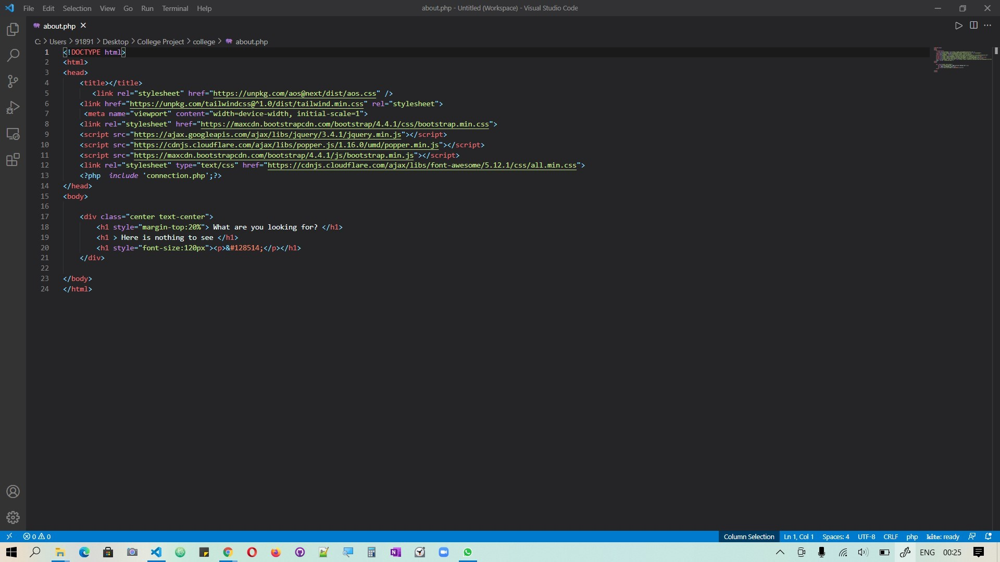 File Edit Selection View Go Run Terminal Help about.php - Untitled (Workspace) - Visual Studio Code
about.php
C: > Users > 91891 > Desktop > College Project > college > about.php
1 <!DOCTYPE html>
2 <html>
3 <head>
4     <title></title>
5        <link rel="stylesheet" href="https://unpkg.com/aos@next/dist/aos.css" />
6     <link href="https://unpkg.com/tailwindcss@^1.0/dist/tailwind.min.css" rel="stylesheet">
7      <meta name="viewport" content="width=device-width, initial-scale=1">
8     <link rel="stylesheet" href="https://maxcdn.bootstrapcdn.com/bootstrap/4.4.1/css/bootstrap.min.css">
9     <script src="https://ajax.googleapis.com/ajax/libs/jquery/3.4.1/jquery.min.js"></script>
10     <script src="https://cdnjs.cloudflare.com/ajax/libs/popper.js/1.16.0/umd/popper.min.js"></script>
11     <script src="https://maxcdn.bootstrapcdn.com/bootstrap/4.4.1/js/bootstrap.min.js"></script>
12     <link rel="stylesheet" type="text/css" href="https://cdnjs.cloudflare.com/ajax/libs/font-awesome/5.12.1/css/all.min.css">
13     <?php  include 'connection.php';?>
14 </head>
15 <body>
16
17     <div class="center text-center">
18         <h1 style="margin-top:20%"> What are you looking for? </h1>
19         <h1 > Here is nothing to see </h1>
20         <h1 style="font-size:120px"><p>&#128514;</p></h1>
21     </div>
22
23 </body>
24 </html>
0 0 Column Selection Ln 1, Col 1 Spaces: 4 UTF-8 CRLF php kite: ready
ENG 00:25